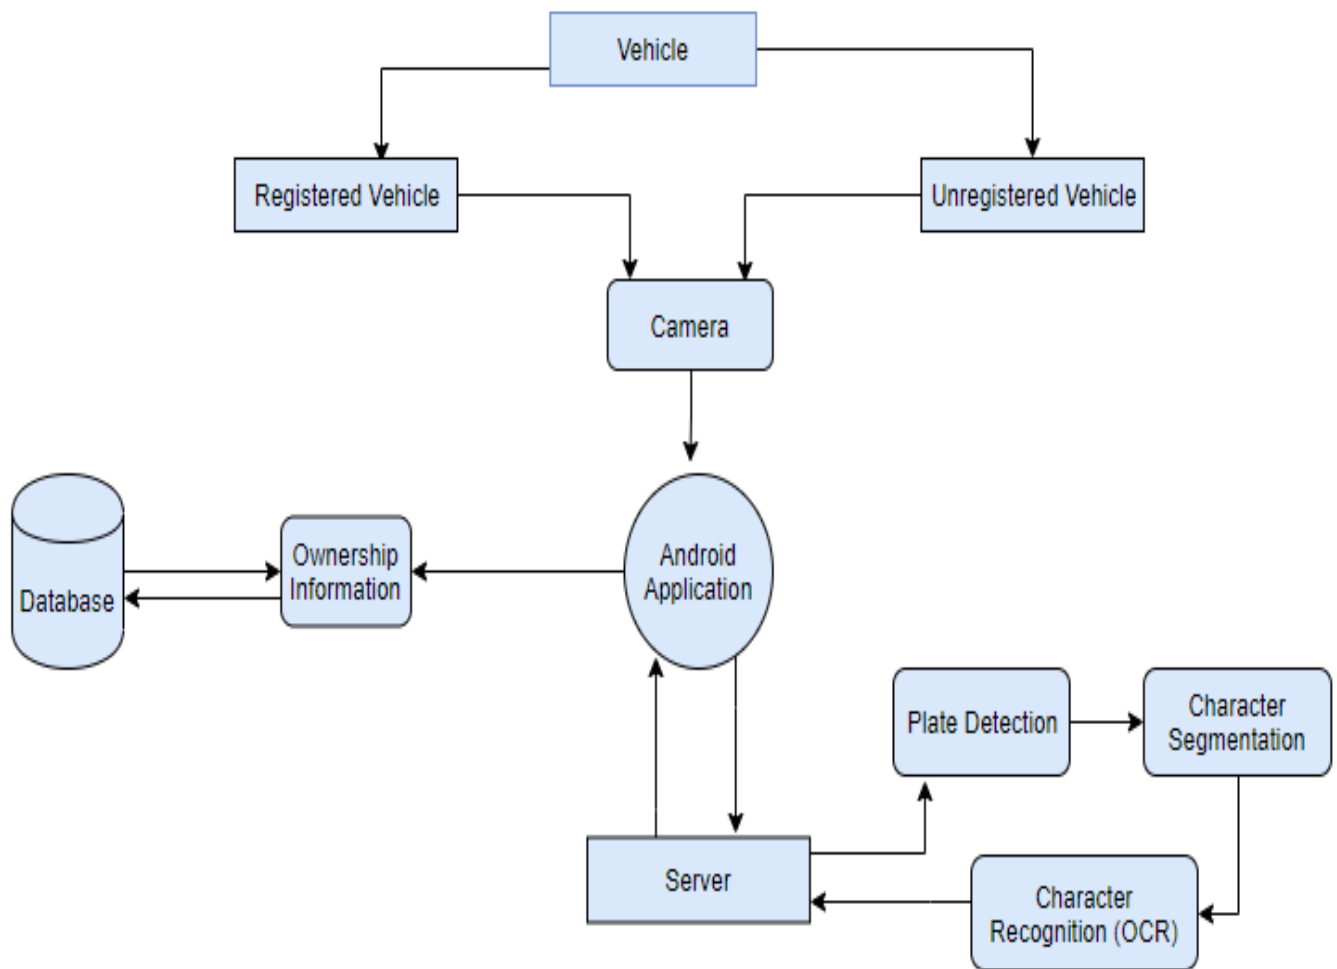 Vehicle
Registered Vehicle
Unregistered Vehicle
Camera
Database
Ownership
Information
Android
Application
Plate Detection
Character
Segmentation
Server
Character
Recognition (OCR)